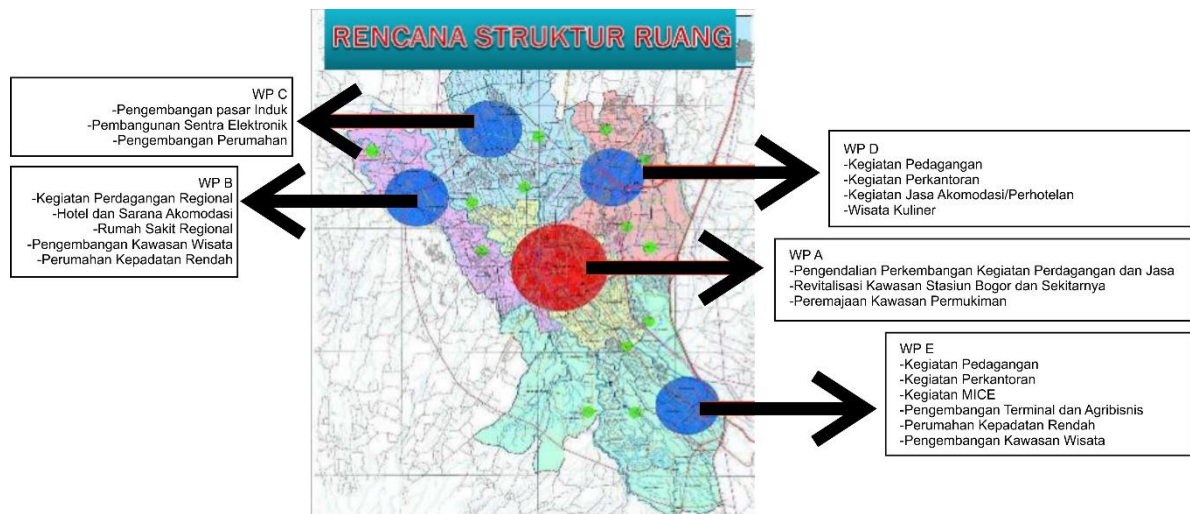 RENCANA STRUKTUR RUANG
WP C
-Pengembangan pasar Induk
-Pembangunan Sentra Elektronik
-Pengembangan Perumahan
WP B
-Kegiatan Perdagangan Regional
-Hotel dan Sarana Akomodasi
-Rumah Sakit Regional
-Pengembangan Kawasan Wisata
-Perumahan Kepadatan Rendah
WP D
-Kegiatan Pedagangan
-Kegiatan Perkantoran
-Kegiatan Jasa Akomodasi/Perhotelan
-Wisata Kuliner
WP A
-Pengendalian Perkembangan Kegiatan Perdagangan dan Jasa
-Revitalisasi Kawasan Stasiun Bogor dan Sekitarnya
-Peremajaan Kawasan Permukiman
WP E
-Kegiatan Pedagangan
-Kegiatan Perkantoran
-Kegiatan MICE
-Pengembangan Terminal dan Agribisnis
-Perumahan Kepadatan Rendah
-Pengembangan Kawasan Wisata